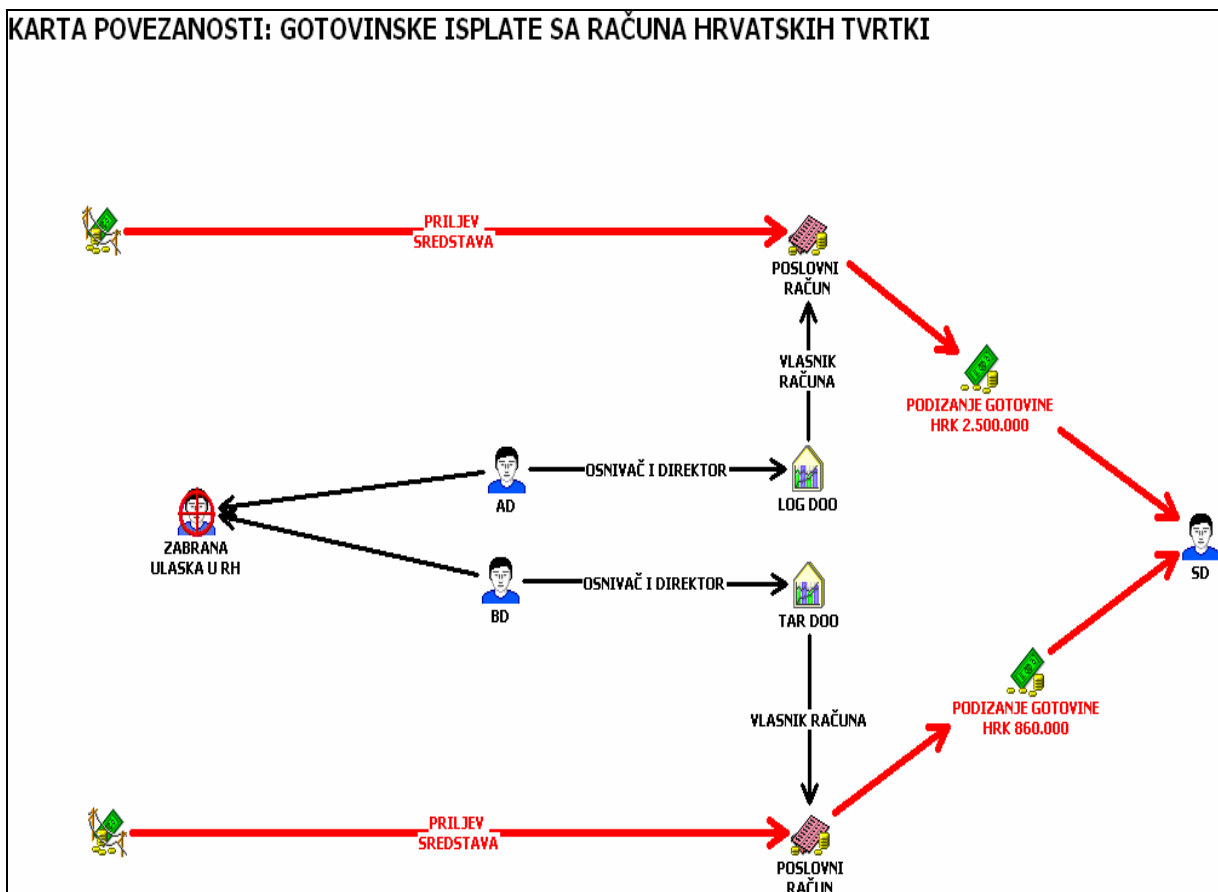 KARTA POVEZANOSTI: GOTOVINSKE ISPLATE SA RAČUNA HRVATSKIH TVRTKI
PRILJEV
SREDSTAVA
POSLOVNI
RAČUN
VLASNIK
RAČUNA
PODIZANJE GOTOVINE
HRK 2.500.000
OSNIVAČ I DIREKTOR
AD
LOG DOO
ZABRANA
ULASKA U RH
SD
OSNIVAČ I DIREKTOR
BD
TAR DOO
VLASNIK RAČUNA
PODIZANJE GOTOVINE
HRK 860.000
PRILJEV
SREDSTAVA
POSLOVNI
RAČUN